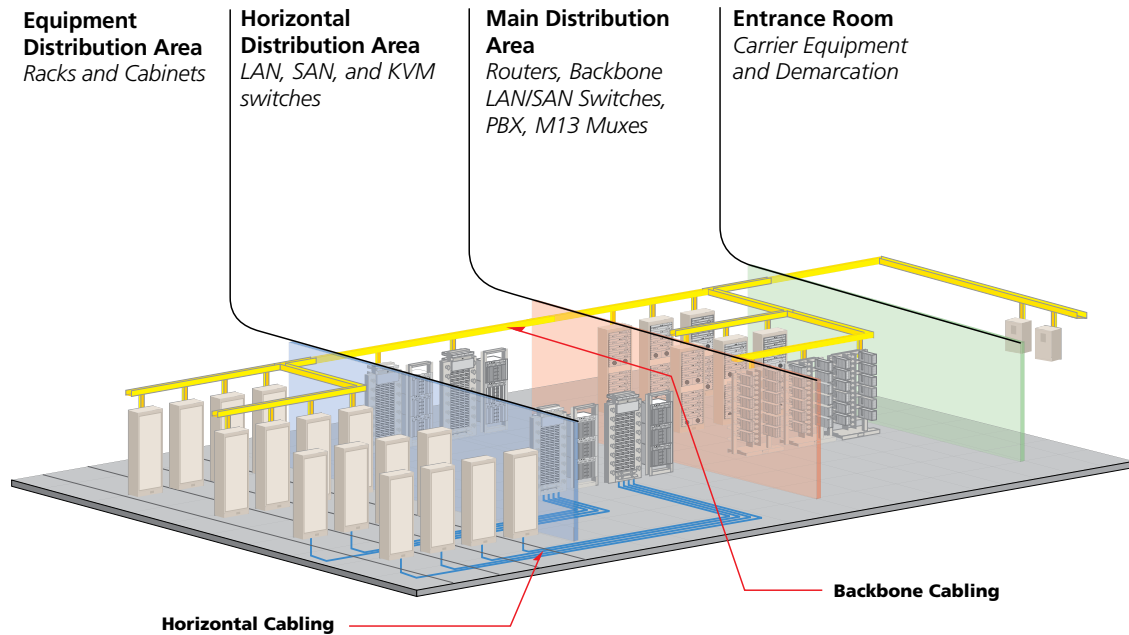 Equipment
Distribution Area
Racks and Cabinets
Horizontal
Distribution Area
LAN, SAN, and KVM
switches
Main Distribution
Area
Routers, Backbone
LAN/SAN Switches,
PBX, M13 Muxes
Entrance Room
Carrier Equipment
and Demarcation
Backbone Cabling
Horizontal Cabling